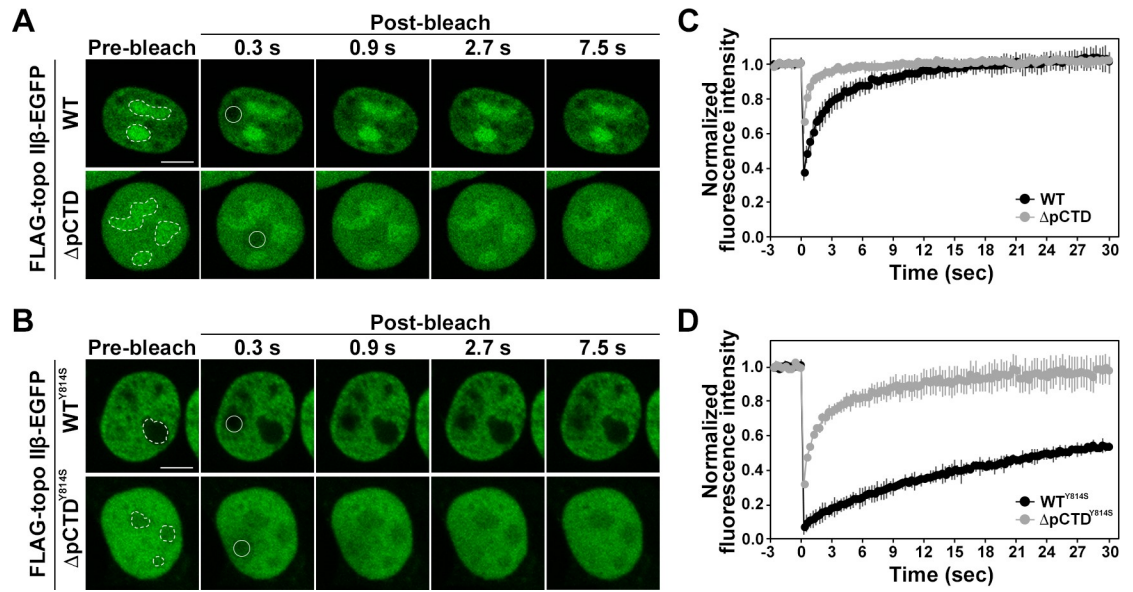 A
Post-bleach
Pre-bleach 0.3 s 0.9 s 2.7 s 7.5 s
FLAG-topo IIβ-EGFP
WT
ΔpCTD
B
Post-bleach
Pre-bleach 0.3 s 0.9 s 2.7 s 7.5 s
FLAG-topo IIβ-EGFP
WT^Y814S
ΔpCTD^Y814S
C
Normalized
fluorescence intensity
1.0
0.8
0.6
0.4
0.2
0.0
WT
ΔpCTD
-3 0 3 6 9 12 15 18 21 24 27 30
Time (sec)
D
Normalized
fluorescence intensity
1.0
0.8
0.6
0.4
0.2
0.0
WT^Y814S
ΔpCTD^Y814S
-3 0 3 6 9 12 15 18 21 24 27 30
Time (sec)